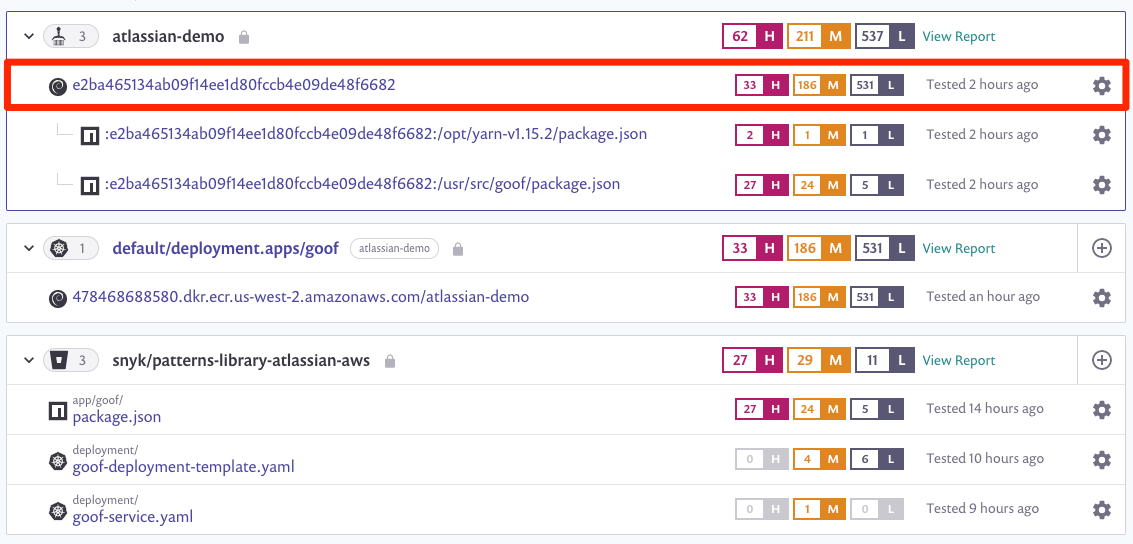 3 atlassian-demo 62 H 211 M 537 L View Report
e2ba465134ab09f14ee1d80fccb4e09de48f6682 33 H 186 M 531 L Tested 2 hours ago
:e2ba465134ab09f14ee1d80fccb4e09de48f6682:/opt/yarn-v1.15.2/package.json 2 H 1 M 1 L Tested 2 hours ago
:e2ba465134ab09f14ee1d80fccb4e09de48f6682:/usr/src/goof/package.json 27 H 24 M 5 L Tested 2 hours ago
1 default/deployment.apps/goof atlassian-demo 33 H 186 M 531 L View Report
478468688580.dkr.ecr.us-west-2.amazonaws.com/atlassian-demo 33 H 186 M 531 L Tested an hour ago
3 snyk/patterns-library-atlassian-aws 27 H 29 M 11 L View Report
app/goof/
package.json 27 H 24 M 5 L Tested 14 hours ago
deployment/
goof-deployment-template.yaml 0 H 4 M 6 L Tested 10 hours ago
deployment/
goof-service.yaml 0 H 1 M 0 L Tested 9 hours ago